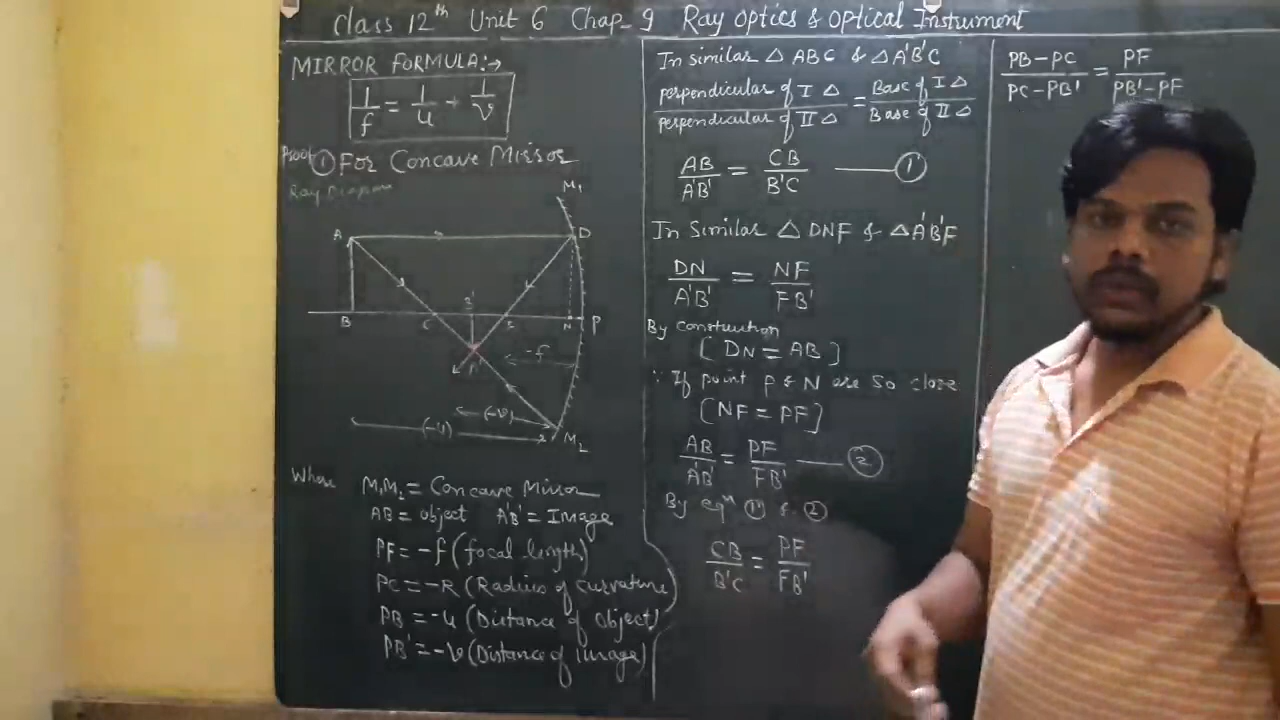 Class 12th Unit 6 Chap-9 Ray Optics & Optical Instrument
MIRROR FORMULA:→
1/f = 1/u + 1/v
Proof ① For Concave Mirror
Ray Diagram
M₁
A
D
B'
B
C
F
N
P
A'
-f
(-v)
(-u)
M₂
Where M₁M₂ = Concave Mirror
AB = object A'B' = Image
PF = -f (focal length)
PC = -R (Radius of curvature)
PB = -u (Distance of object)
PB' = -v (Distance of image)
In similar △ ABC & △A'B'C
perpendicular of I △ / perpendicular of II △ = Base of I △ / Base of II △
AB/A'B' = CB/B'C — ①
In Similar △ DNF & △A'B'F
DN/A'B' = NF/FB'
By construction
[DN = AB]
∵ If point P & N are so close
[NF = PF]
AB/A'B' = PF/FB' — ②
By eqⁿ ① & ②
CB/B'C = PF/FB'
PB-PC/PC-PB' = PF/PB'-PF